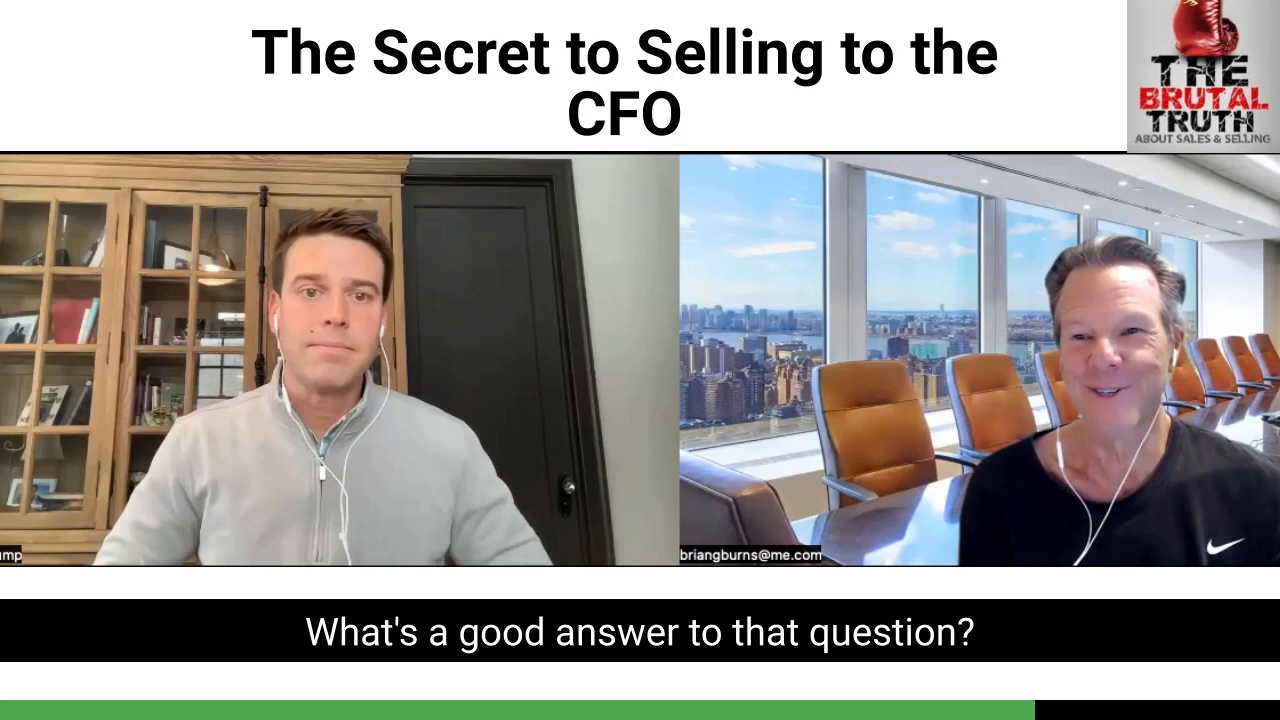 The Secret to Selling to the
CFO
THE
BRUTAL
TRUTH
ABOUT SALES & SELLING
ump
briangburns@me.com
What's a good answer to that question?